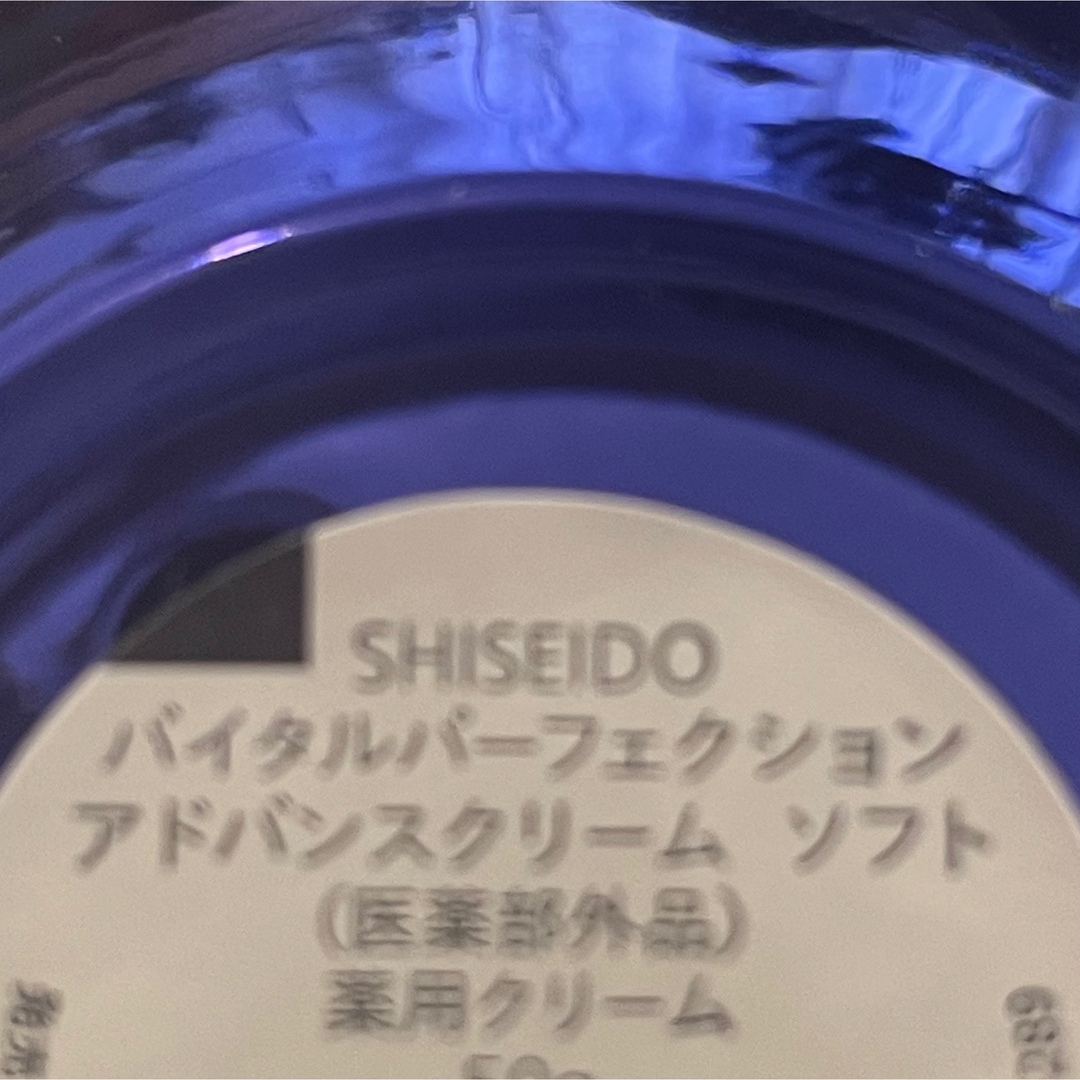 SHISEIDO
バイタルパーフェクション
アドバンスクリーム ソフト
(医薬部外品)
薬用クリーム
50g